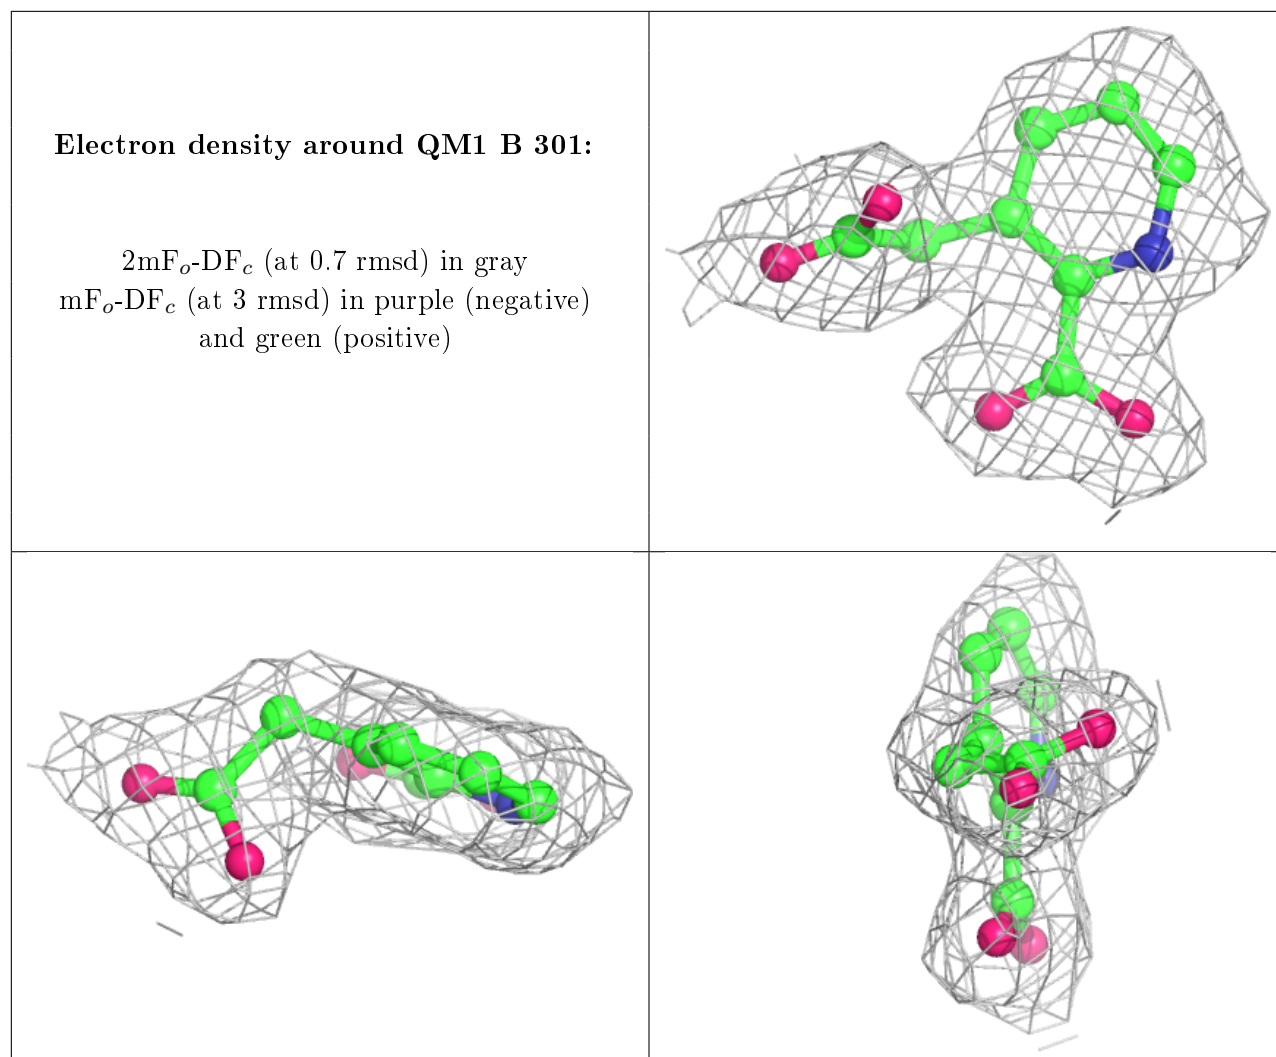 Electron density around QM1 B 301:
2mFₒ-DF𝒸 (at 0.7 rmsd) in gray
mFₒ-DF𝒸 (at 3 rmsd) in purple (negative)
and green (positive)